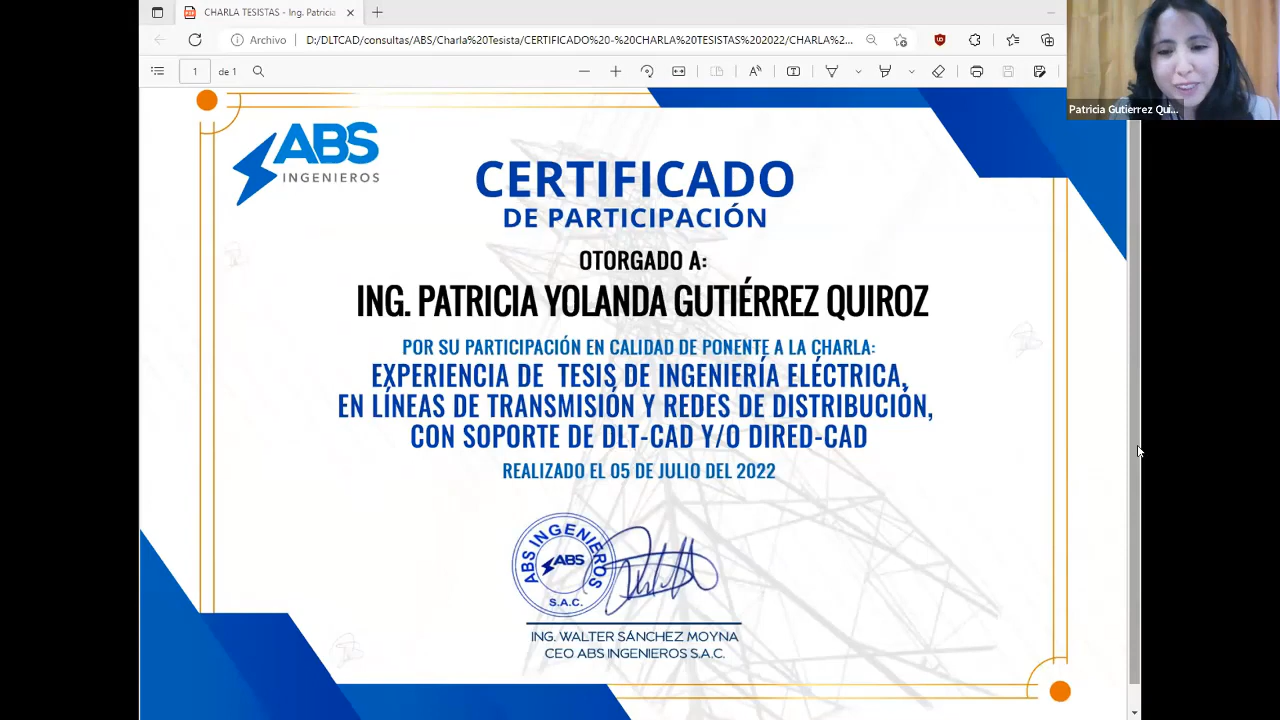 CHARLA TESISTAS - Ing. Patricia
Archivo
D:/DLTCAD/consultas/ABS/Charla%20Tesista/CERTIFICADO%20-%20CHARLA%20TESISTAS%202022/CHARLA%...
1
de 1
Patricia Gutierrez Qui...
ABS
INGENIEROS
CERTIFICADO
DE PARTICIPACIÓN
OTORGADO A:
ING. PATRICIA YOLANDA GUTIÉRREZ QUIROZ
POR SU PARTICIPACIÓN EN CALIDAD DE PONENTE A LA CHARLA:
EXPERIENCIA DE TESIS DE INGENIERÍA ELÉCTRICA,
EN LÍNEAS DE TRANSMISIÓN Y REDES DE DISTRIBUCIÓN,
CON SOPORTE DE DLT-CAD Y/O DIRED-CAD
REALIZADO EL 05 DE JULIO DEL 2022
ABS INGENIEROS
ABS
S.A.C.
ING. WALTER SÁNCHEZ MOYNA
CEO ABS INGENIEROS S.A.C.